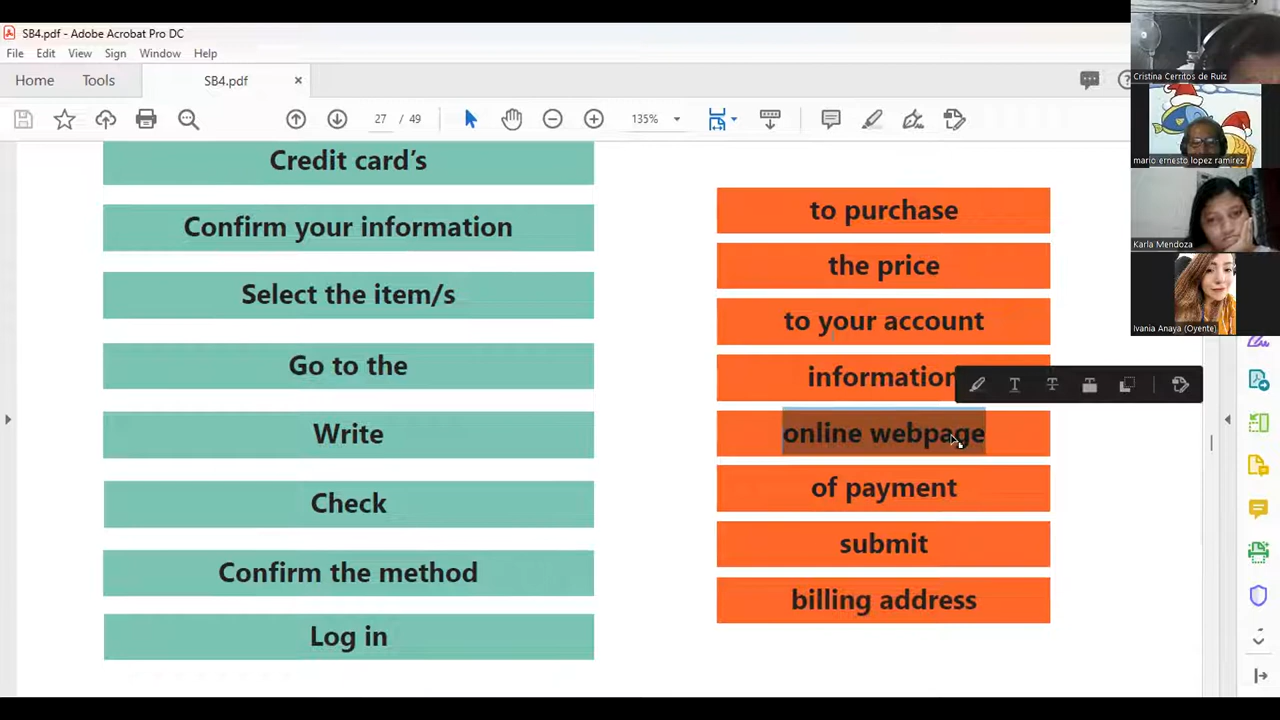 SB4.pdf - Adobe Acrobat Pro DC
File Edit View Sign Window Help
Home Tools SB4.pdf
27 / 49 135%
Credit card's
Confirm your information
Select the item/s
Go to the
Write
Check
Confirm the method
Log in
to purchase
the price
to your account
information
online webpage
of payment
submit
billing address
Cristina Cerritos de Ruiz
mario ernesto lopez ramirez
Karla Mendoza
Ivania Anaya (Oyente)